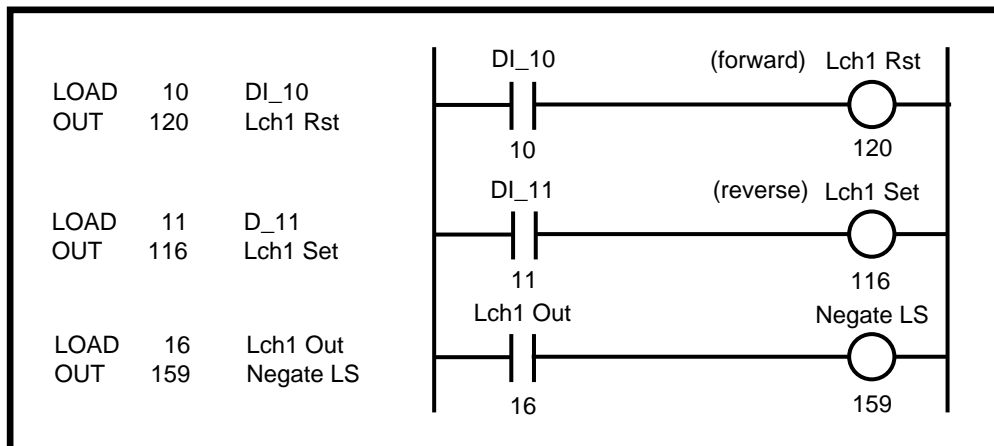 LOAD 10 DI_10
OUT 120 Lch1 Rst
DI_10 (forward) Lch1 Rst
10 120
LOAD 11 D_11
OUT 116 Lch1 Set
DI_11 (reverse) Lch1 Set
11 116
LOAD 16 Lch1 Out
OUT 159 Negate LS
Lch1 Out Negate LS
16 159